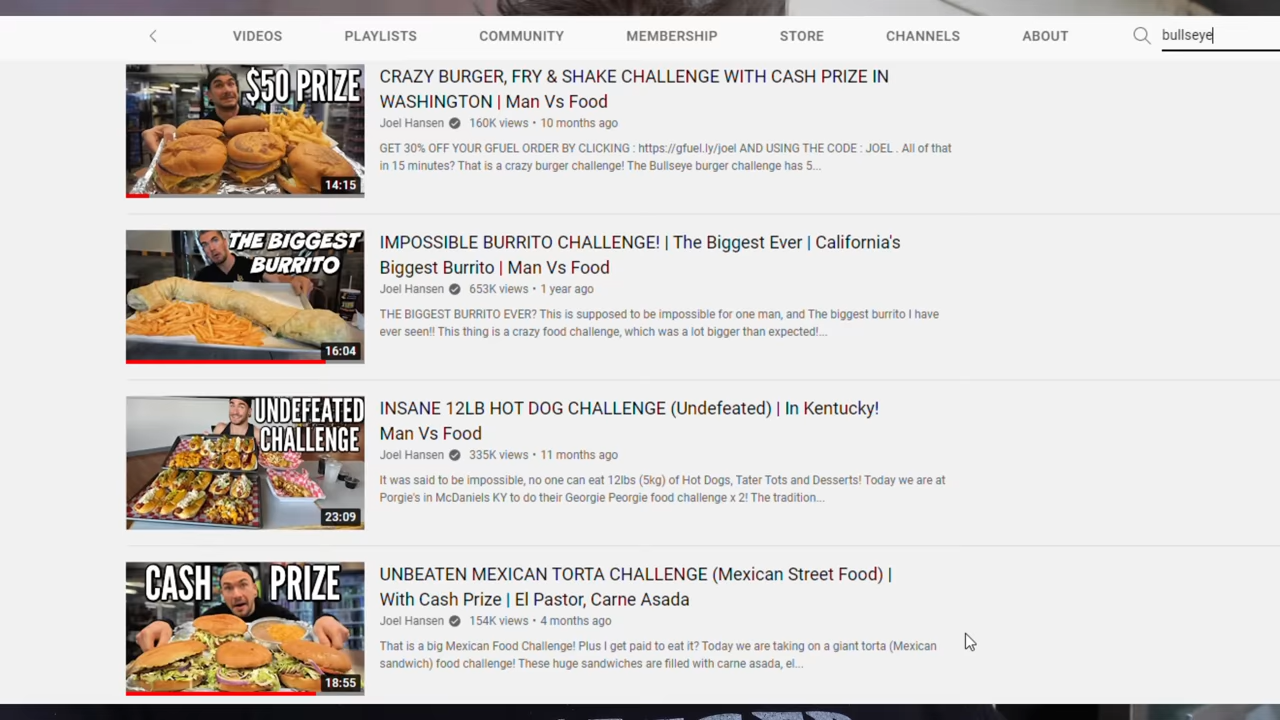 VIDEOS PLAYLISTS COMMUNITY MEMBERSHIP STORE CHANNELS ABOUT bullseye
$50 PRIZE
14:15
CRAZY BURGER, FRY & SHAKE CHALLENGE WITH CASH PRIZE IN
WASHINGTON | Man Vs Food
Joel Hansen 160K views • 10 months ago
GET 30% OFF YOUR GFUEL ORDER BY CLICKING : https://gfuel.ly/joel AND USING THE CODE : JOEL . All of that
in 15 minutes? That is a crazy burger challenge! The Bullseye burger challenge has 5...
THE BIGGEST
BURRITO
16:04
IMPOSSIBLE BURRITO CHALLENGE! | The Biggest Ever | California's
Biggest Burrito | Man Vs Food
Joel Hansen 653K views • 1 year ago
THE BIGGEST BURRITO EVER? This is supposed to be impossible for one man, and The biggest burrito I have
ever seen!! This thing is a crazy food challenge, which was a lot bigger than expected!...
UNDEFEATED
CHALLENGE
23:09
INSANE 12LB HOT DOG CHALLENGE (Undefeated) | In Kentucky!
Man Vs Food
Joel Hansen 335K views • 11 months ago
It was said to be impossible, no one can eat 12lbs (5kg) of Hot Dogs, Tater Tots and Desserts! Today we are at
Porgie's in McDaniels KY to do their Georgie Peorgie food challenge x 2! The tradition...
CASH PRIZE
18:55
UNBEATEN MEXICAN TORTA CHALLENGE (Mexican Street Food) |
With Cash Prize | El Pastor, Carne Asada
Joel Hansen 154K views • 4 months ago
That is a big Mexican Food Challenge! Plus I get paid to eat it? Today we are taking on a giant torta (Mexican
sandwich) food challenge! These huge sandwiches are filled with carne asada, el...